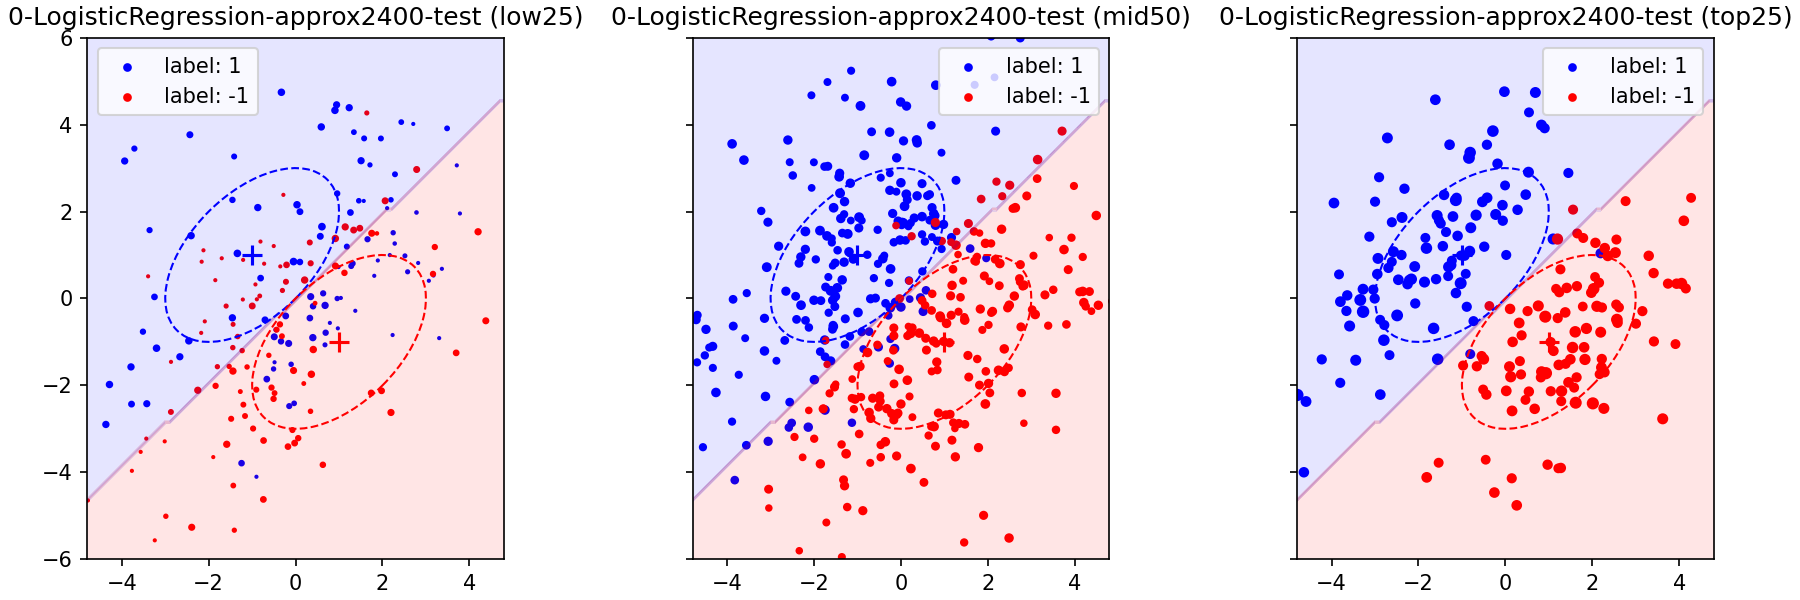 0-LogisticRegression-approx2400-test (low25)
label: 1
label: -1
6
4
2
0
−2
−4
−6
−4
−2
0
2
4
0-LogisticRegression-approx2400-test (mid50)
label: 1
label: -1
−4
−2
0
2
4
0-LogisticRegression-approx2400-test (top25)
label: 1
label: -1
−4
−2
0
2
4